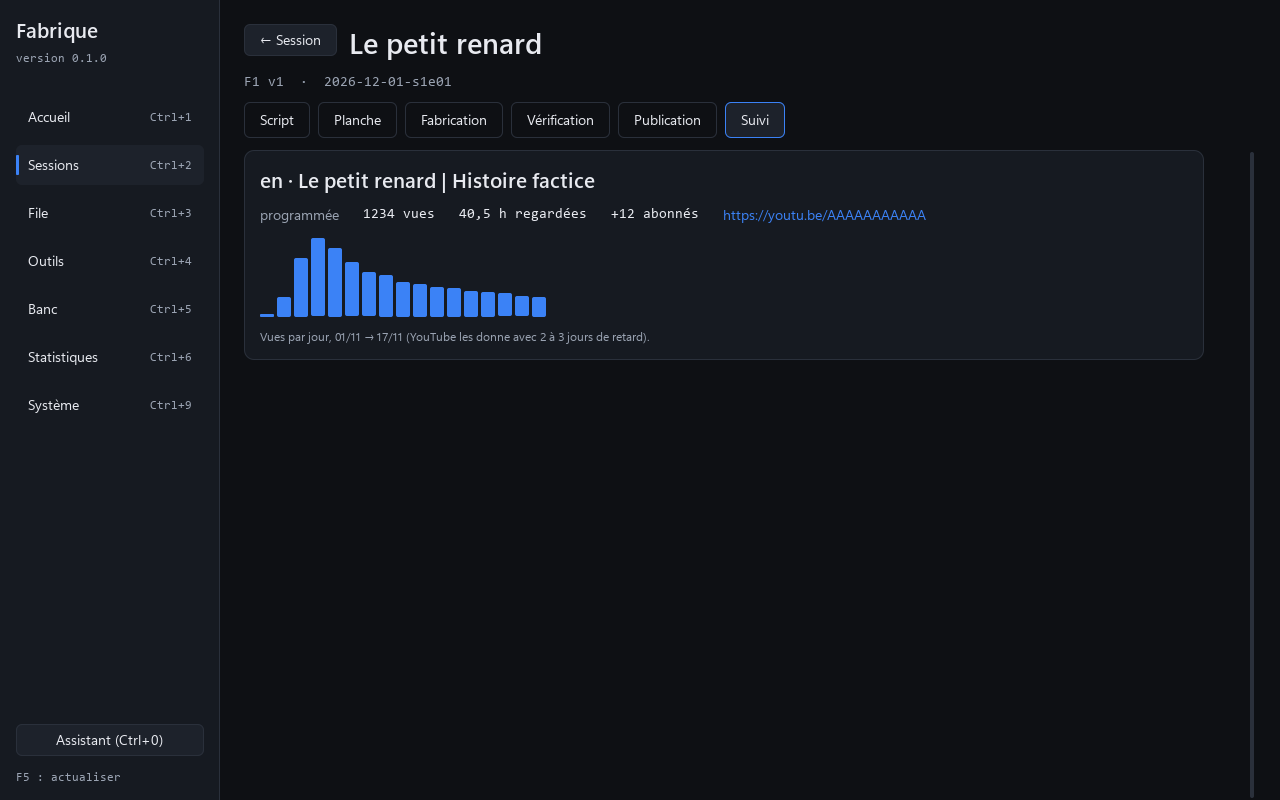 Fabrique
version 0.1.0
Accueil Ctrl+1
Sessions Ctrl+2
File Ctrl+3
Outils Ctrl+4
Banc Ctrl+5
Statistiques Ctrl+6
Système Ctrl+9
Assistant (Ctrl+0)
F5 : actualiser
← Session Le petit renard
F1 v1 · 2026-12-01-s1e01
Script Planche Fabrication Vérification Publication Suivi
en · Le petit renard | Histoire factice
programmée 1234 vues 40,5 h regardées +12 abonnés https://youtu.be/AAAAAAAAAAA
Vues par jour, 01/11 → 17/11 (YouTube les donne avec 2 à 3 jours de retard).